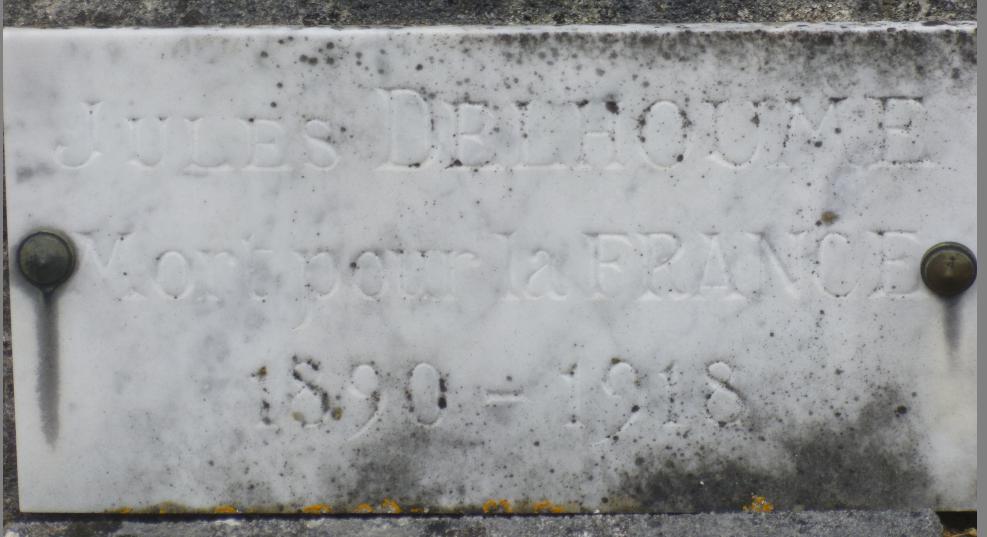 Jules DELHOUME
Mort pour la FRANCE
1890 - 1918